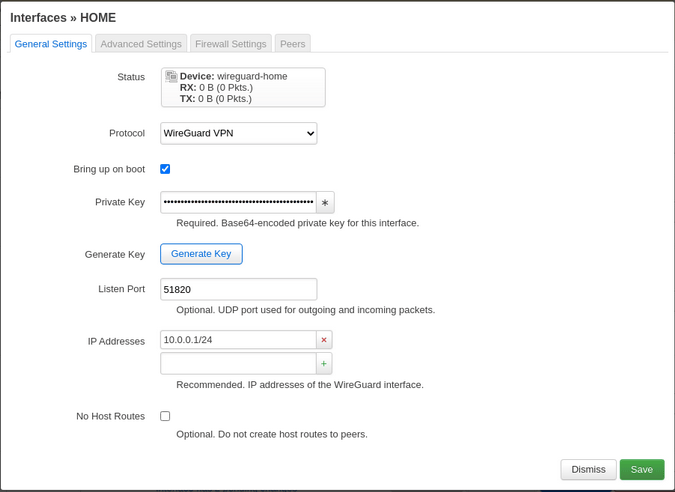 Interfaces » HOME
General Settings Advanced Settings Firewall Settings Peers
Status
Device: wireguard-home
RX: 0 B (0 Pkts.)
TX: 0 B (0 Pkts.)
Protocol WireGuard VPN
Bring up on boot
Private Key ••••••••••••••••••••••••••••••••••••••••••• ∗
Required. Base64-encoded private key for this interface.
Generate Key Generate Key
Listen Port 51820
Optional. UDP port used for outgoing and incoming packets.
IP Addresses 10.0.0.1/24 ×
+
Recommended. IP addresses of the WireGuard interface.
No Host Routes
Optional. Do not create host routes to peers.
Dismiss Save